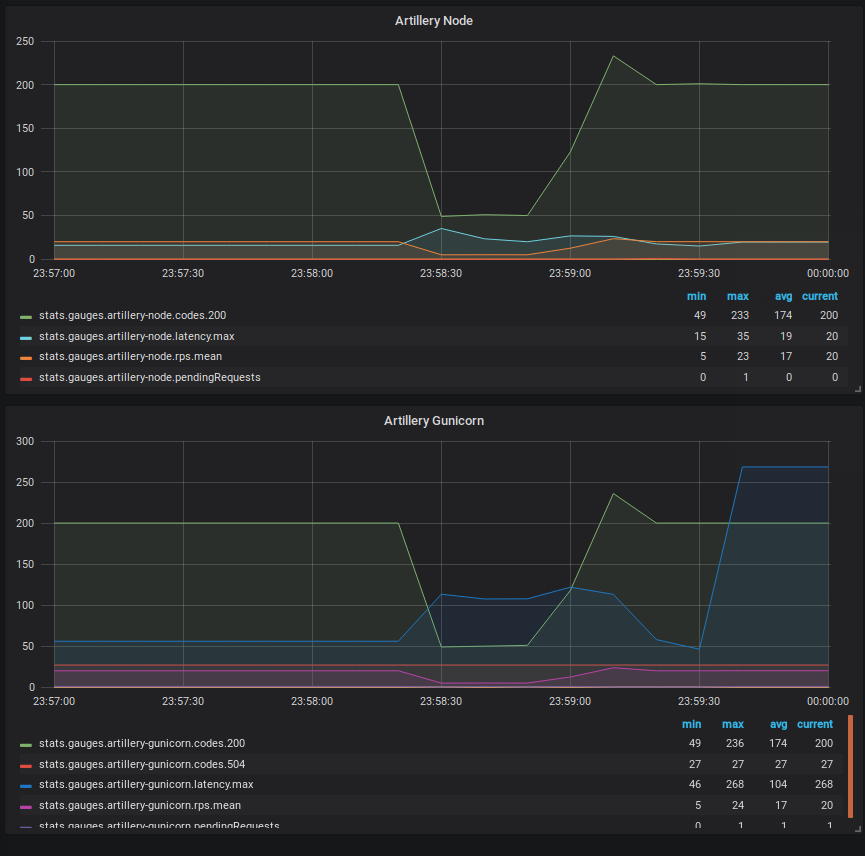 Artillery Node
250
200
150
100
50
0
23:57:00 23:57:30 23:58:00 23:58:30 23:59:00 23:59:30 00:00:00
min max avg current
stats.gauges.artillery-node.codes.200 49 233 174 200
stats.gauges.artillery-node.latency.max 15 35 19 20
stats.gauges.artillery-node.rps.mean 5 23 17 20
stats.gauges.artillery-node.pendingRequests 0 1 0 0
Artillery Gunicorn
300
250
200
150
100
50
0
23:57:00 23:57:30 23:58:00 23:58:30 23:59:00 23:59:30 00:00:00
min max avg current
stats.gauges.artillery-gunicorn.codes.200 49 236 174 200
stats.gauges.artillery-gunicorn.codes.504 27 27 27 27
stats.gauges.artillery-gunicorn.latency.max 46 268 104 268
stats.gauges.artillery-gunicorn.rps.mean 5 24 17 20
stats.gauges.artillery-gunicorn.pendingRequests 0 1 1 1